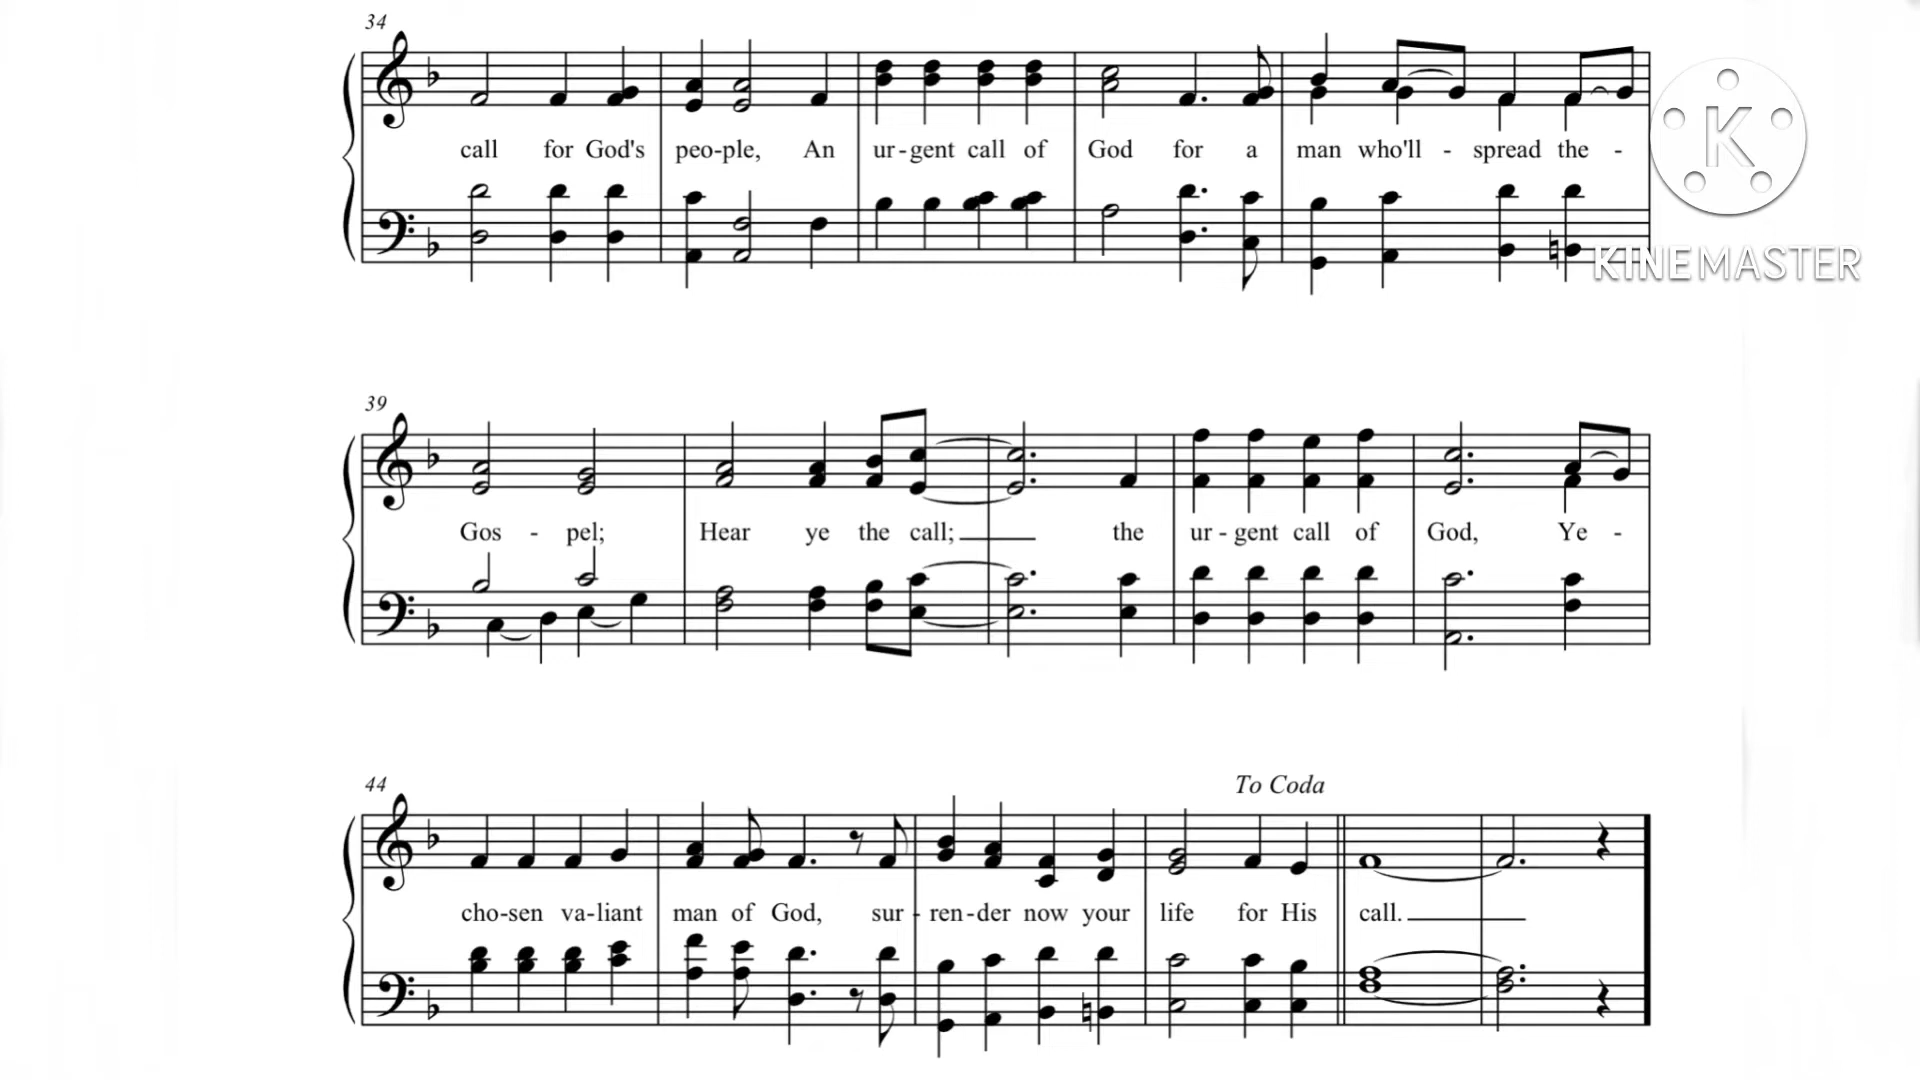 34
call for God's peo-ple, An ur-gent call of God for a man who'll - spread the -
K
KINEMASTER
39
Gos - pel; Hear ye the call; the ur-gent call of God, Ye -
44
To Coda
cho-sen va-liant man of God, sur - ren-der now your life for His call.